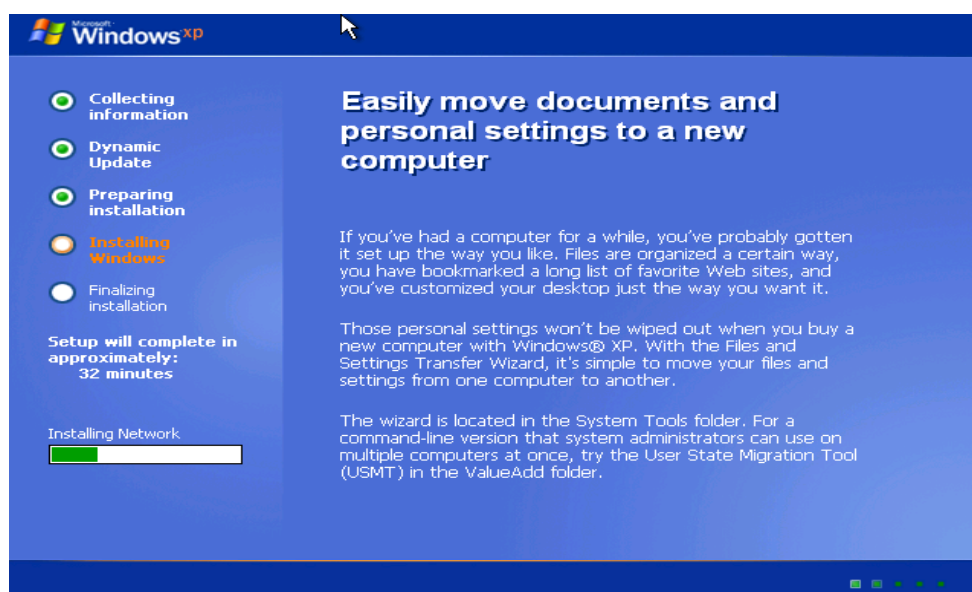 Microsoft
Windows xp
Collecting
information
Dynamic
Update
Preparing
installation
Installing
Windows
Finalizing
installation
Setup will complete in
approximately:
32 minutes
Installing Network
Easily move documents and
personal settings to a new
computer
If you've had a computer for a while, you've probably gotten
it set up the way you like. Files are organized a certain way,
you have bookmarked a long list of favorite Web sites, and
you've customized your desktop just the way you want it.
Those personal settings won't be wiped out when you buy a
new computer with Windows® XP. With the Files and
Settings Transfer Wizard, it's simple to move your files and
settings from one computer to another.
The wizard is located in the System Tools folder. For a
command-line version that system administrators can use on
multiple computers at once, try the User State Migration Tool
(USMT) in the ValueAdd folder.